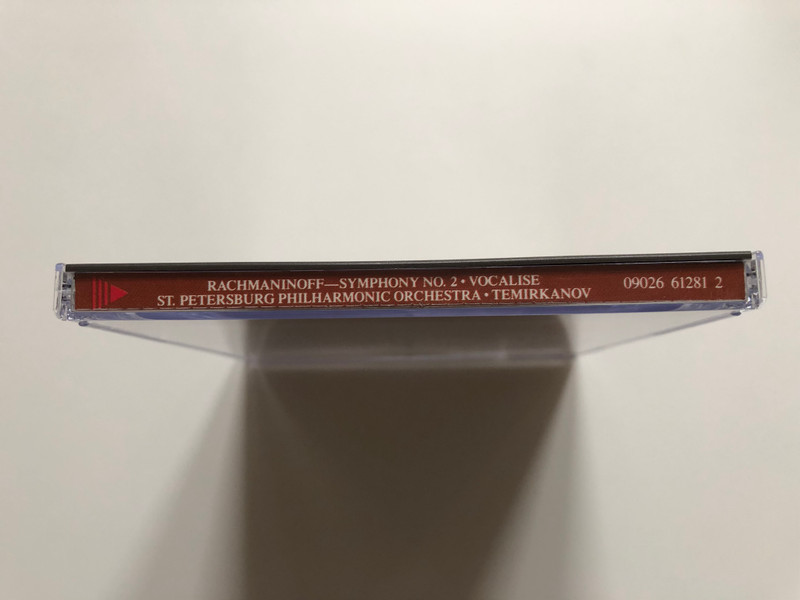 RACHMANINOFF—SYMPHONY NO. 2 • VOCALISE
ST. PETERSBURG PHILHARMONIC ORCHESTRA • TEMIRKANOV
09026 61281 2